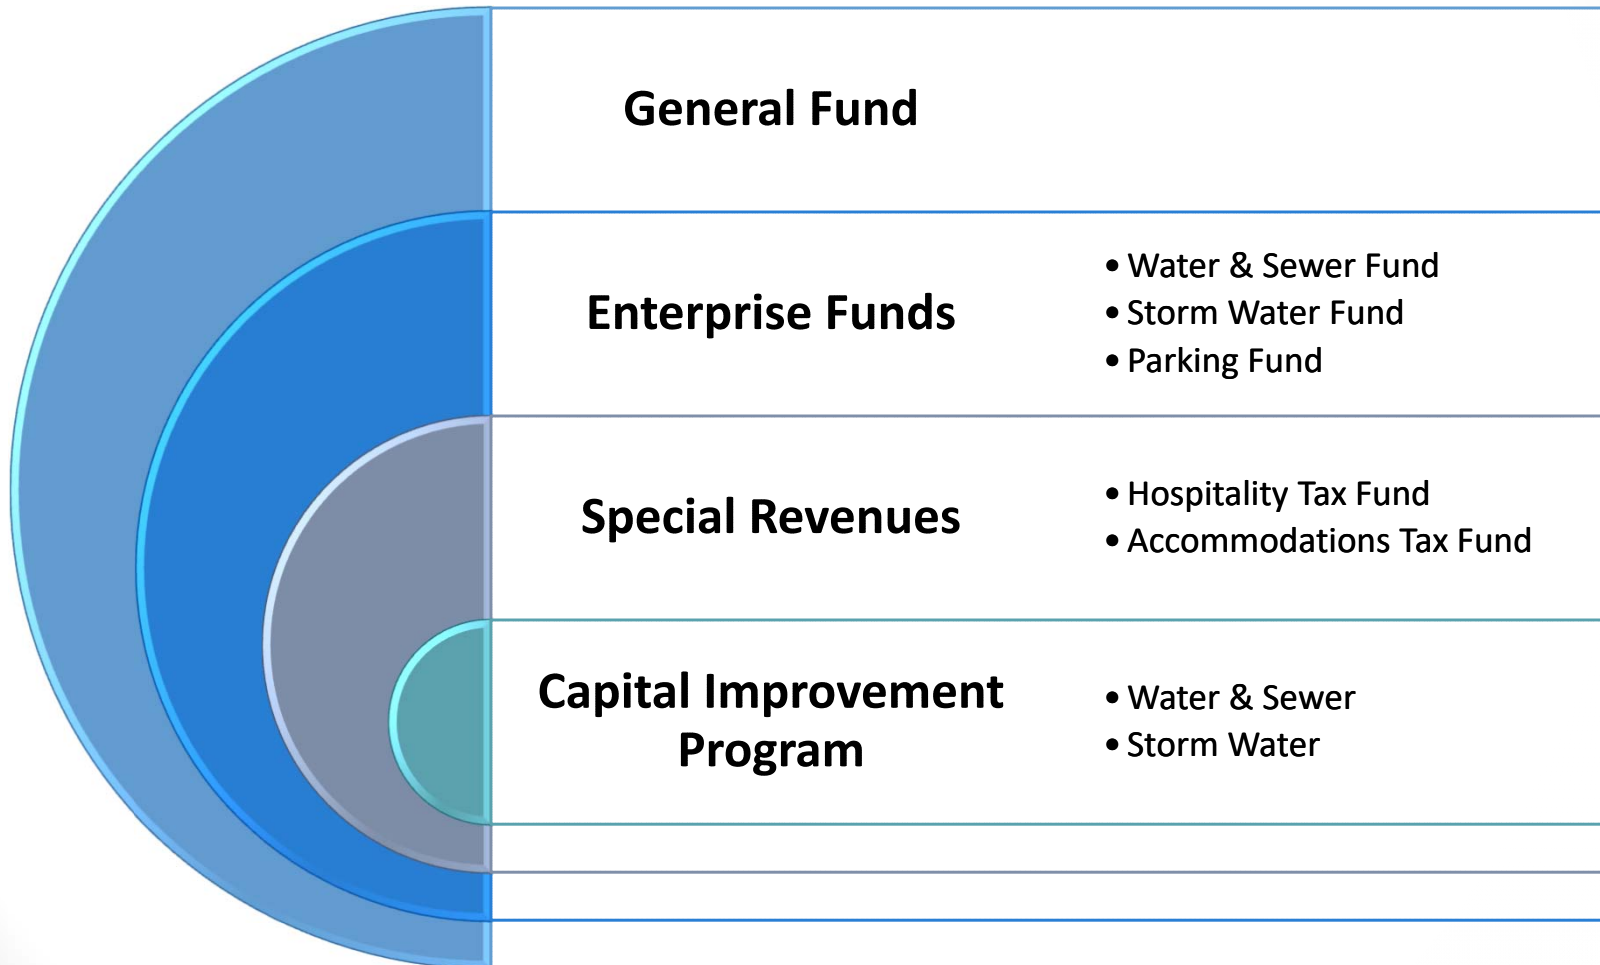 General Fund
Enterprise Funds
• Water & Sewer Fund
• Storm Water Fund
• Parking Fund
Special Revenues
• Hospitality Tax Fund
• Accommodations Tax Fund
Capital Improvement
Program
• Water & Sewer
• Storm Water